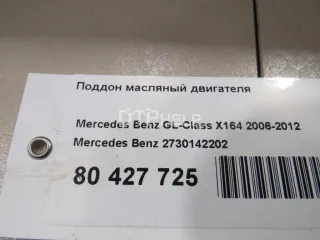 Поддон масляный двигателя
Mercedes Benz GL-Class X164 2006-2012
Mercedes Benz 2730142202
80 427 725